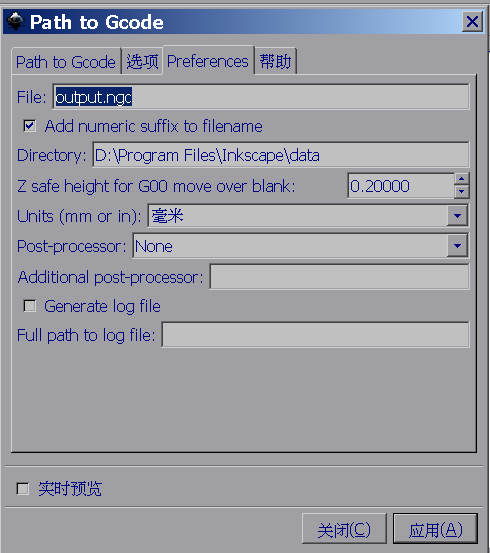 Path to Gcode
Path to Gcode 选项 Preferences 帮助
File: output.ngc
Add numeric suffix to filename
Directory: D:\Program Files\Inkscape\data
Z safe height for G00 move over blank: 0.20000
Units (mm or in): 毫米
Post-processor: None
Additional post-processor:
Generate log file
Full path to log file:
实时预览
关闭(C) 应用(A)